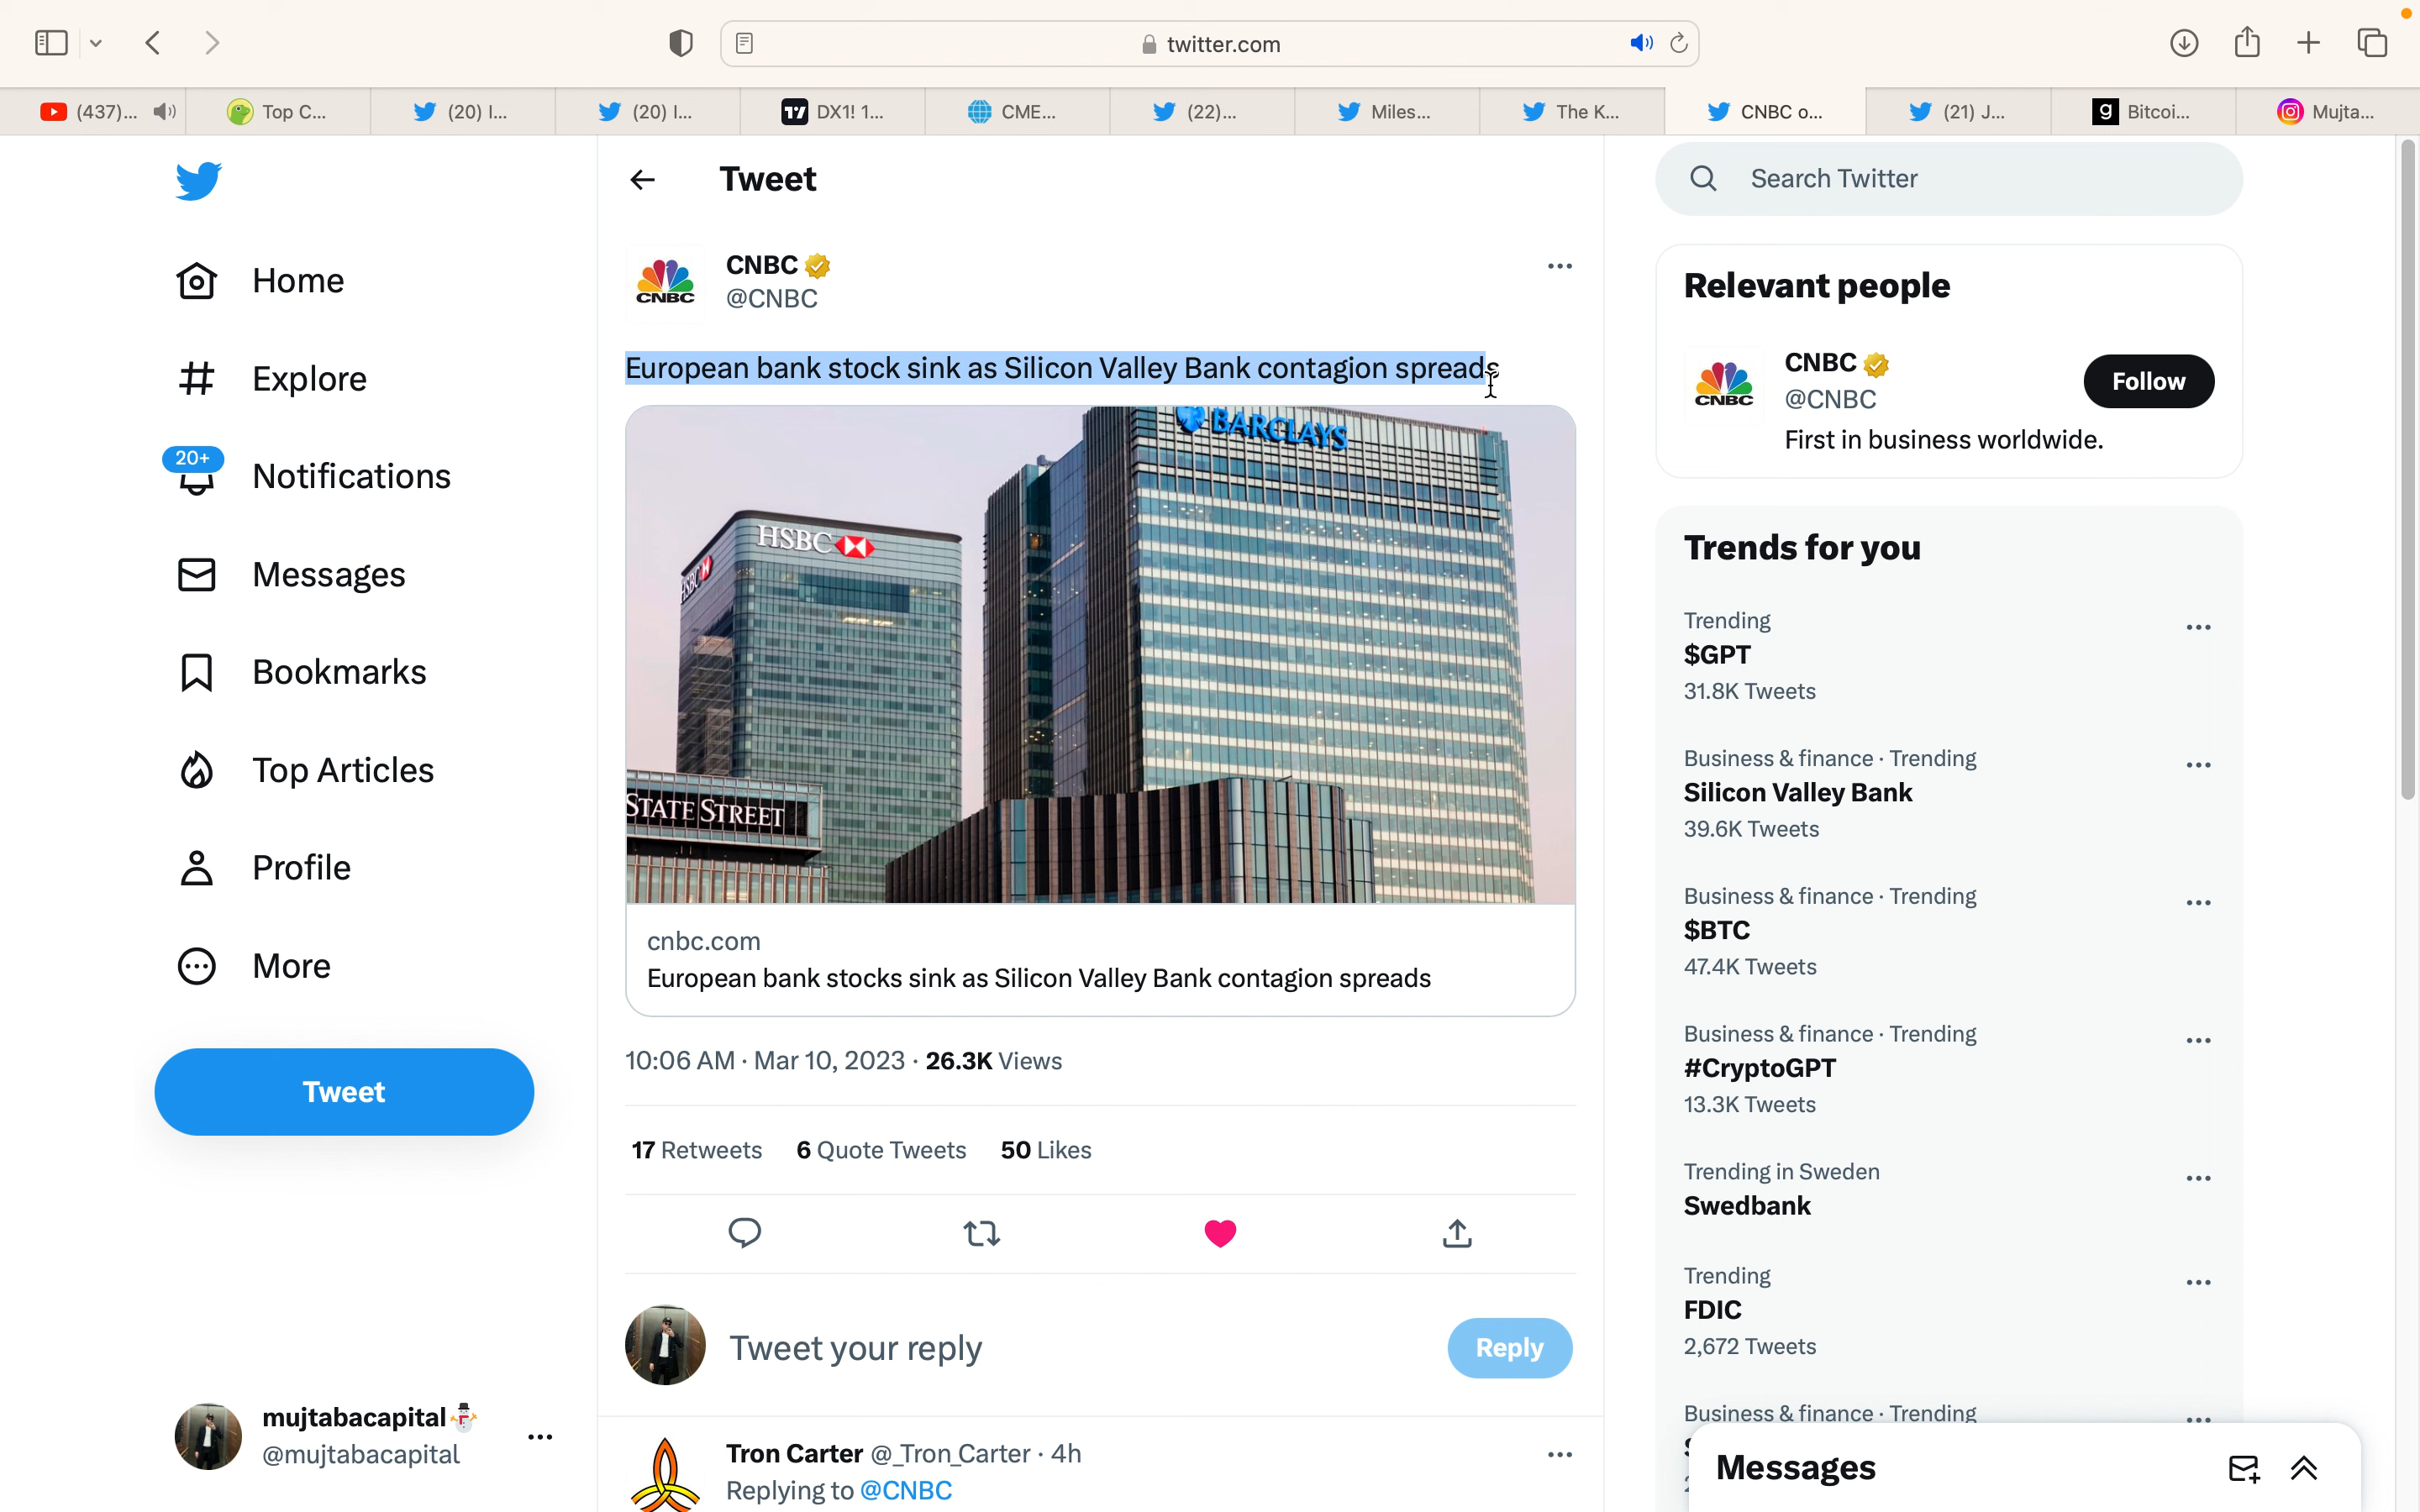 twitter.com
(437)...
Top C...
(20) I...
(20) I...
DX1! 1...
CME...
(22)...
Miles...
The K...
CNBC o...
(21) J...
Bitcoi...
Mujta...
Home
Explore
20+
Notifications
Messages
Bookmarks
Top Articles
Profile
More
Tweet
mujtabacapital
@mujtabacapital
Tweet
CNBC
CNBC
@CNBC
European bank stock sink as Silicon Valley Bank contagion spreads
BARCLAYS
HSBC
HSBC
STATE STREET
cnbc.com
European bank stocks sink as Silicon Valley Bank contagion spreads
10:06 AM · Mar 10, 2023 · 26.3K Views
17 Retweets 6 Quote Tweets 50 Likes
Tweet your reply
Reply
Tron Carter @_Tron_Carter · 4h
Replying to @CNBC
Search Twitter
Relevant people
CNBC
CNBC
@CNBC
Follow
First in business worldwide.
Trends for you
Trending
$GPT
31.8K Tweets
Business & finance · Trending
Silicon Valley Bank
39.6K Tweets
Business & finance · Trending
$BTC
47.4K Tweets
Business & finance · Trending
#CryptoGPT
13.3K Tweets
Trending in Sweden
Swedbank
Trending
FDIC
2,672 Tweets
Business & finance · Trending
Messages